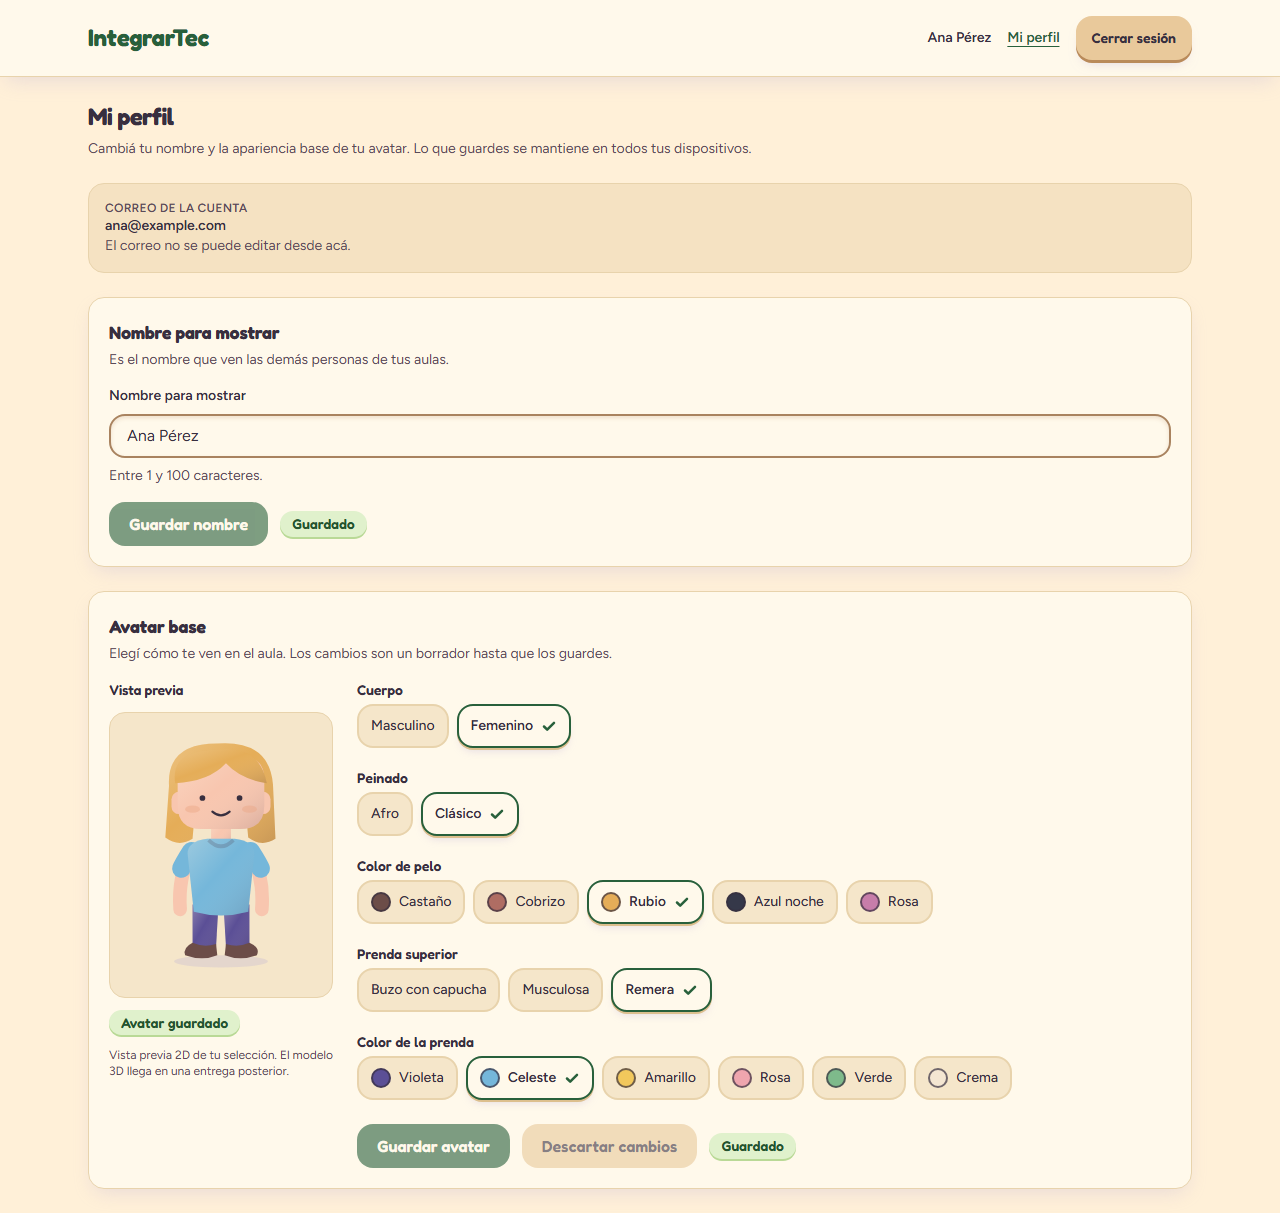 IntegrarTec
Ana Pérez
Mi perfil
Cerrar sesión
Mi perfil
Cambiá tu nombre y la apariencia base de tu avatar. Lo que guardes se mantiene en todos tus dispositivos.
CORREO DE LA CUENTA
ana@example.com
El correo no se puede editar desde acá.
Nombre para mostrar
Es el nombre que ven las demás personas de tus aulas.
Nombre para mostrar
Ana Pérez
Entre 1 y 100 caracteres.
Guardar nombre
Guardado
Avatar base
Elegí cómo te ven en el aula. Los cambios son un borrador hasta que los guardes.
Vista previa
Avatar guardado
Vista previa 2D de tu selección. El modelo
3D llega en una entrega posterior.
Cuerpo
Masculino
Femenino
Peinado
Afro
Clásico
Color de pelo
Castaño
Cobrizo
Rubio
Azul noche
Rosa
Prenda superior
Buzo con capucha
Musculosa
Remera
Color de la prenda
Violeta
Celeste
Amarillo
Rosa
Verde
Crema
Guardar avatar
Descartar cambios
Guardado